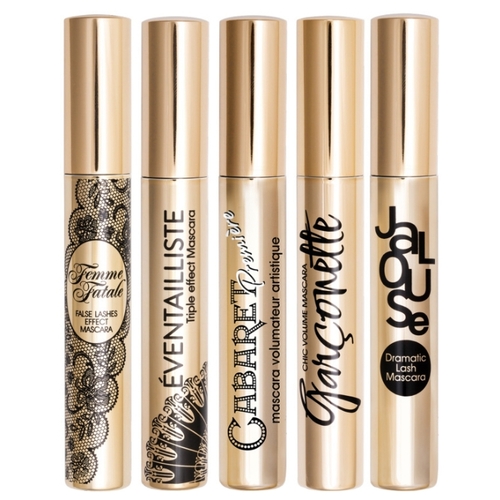 Femme
Fatale
FALSE LASHES
EFFECT
MASCARA
ÉVENTAILLISTE
Triple effect Mascara
CABARET
Première
mascara volumateur artistique
CHIC VOLUME MASCARA
Garçonette
JaLOUSe
Dramatic
Lash
Mascara